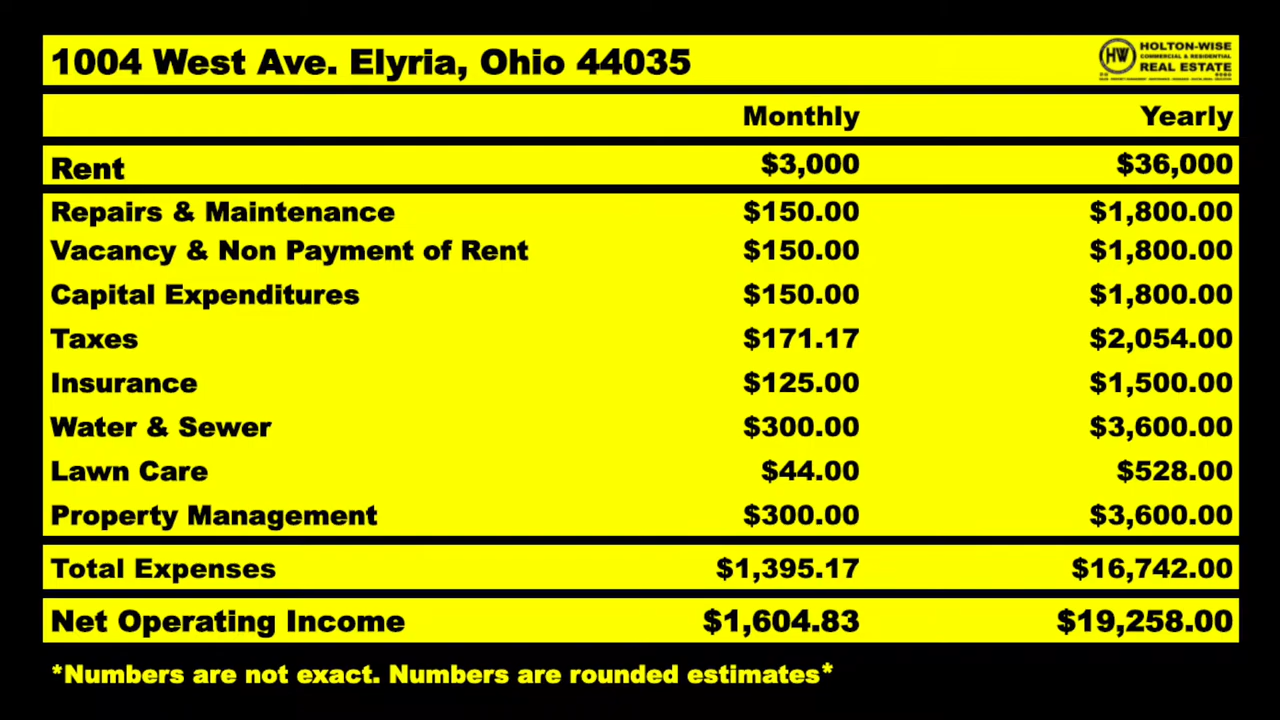 1004 West Ave. Elyria, Ohio 44035
HW
HOLTON-WISE
COMMERCIAL & RESIDENTIAL
REAL ESTATE
Monthly Yearly
Rent $3,000 $36,000
Repairs & Maintenance $150.00 $1,800.00
Vacancy & Non Payment of Rent $150.00 $1,800.00
Capital Expenditures $150.00 $1,800.00
Taxes $171.17 $2,054.00
Insurance $125.00 $1,500.00
Water & Sewer $300.00 $3,600.00
Lawn Care $44.00 $528.00
Property Management $300.00 $3,600.00
Total Expenses $1,395.17 $16,742.00
Net Operating Income $1,604.83 $19,258.00
*Numbers are not exact. Numbers are rounded estimates*